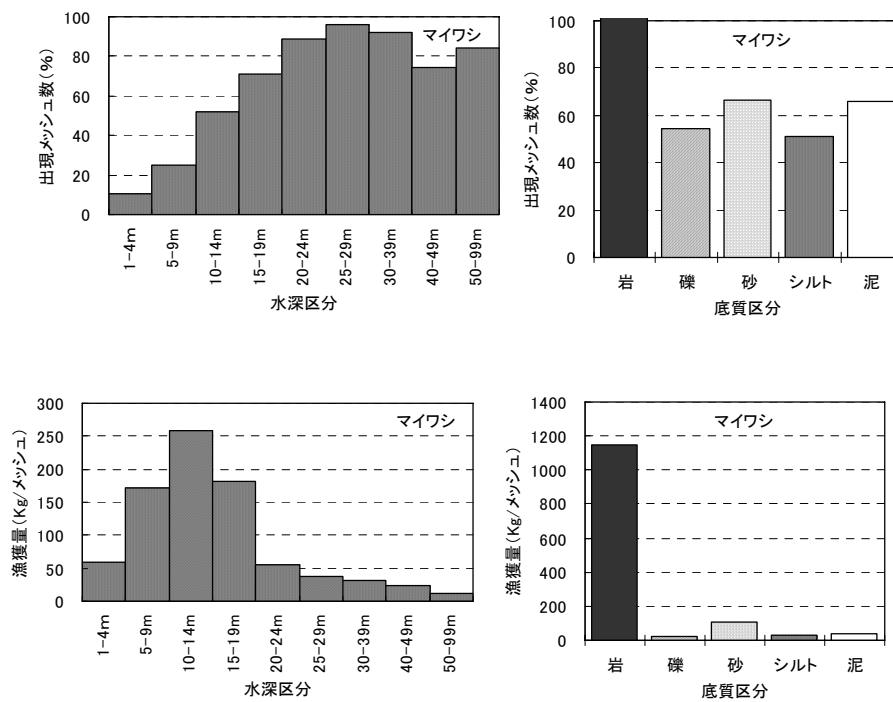 100
80
60
40
20
0
出現メッシュ数(%)
マイワシ
1-4m
5-9m
10-14m
15-19m
20-24m
25-29m
30-39m
40-49m
50-99m
水深区分
100
80
60
40
20
0
出現メッシュ数(%)
マイワシ
岩 礫 砂 シルト 泥
底質区分
300
250
200
150
100
50
0
漁獲量(Kg/メッシュ)
マイワシ
1-4m
5-9m
10-14m
15-19m
20-24m
25-29m
30-39m
40-49m
50-99m
水深区分
1400
1200
1000
800
600
400
200
0
漁獲量(Kg/メッシュ)
マイワシ
岩 礫 砂 シルト 泥
底質区分